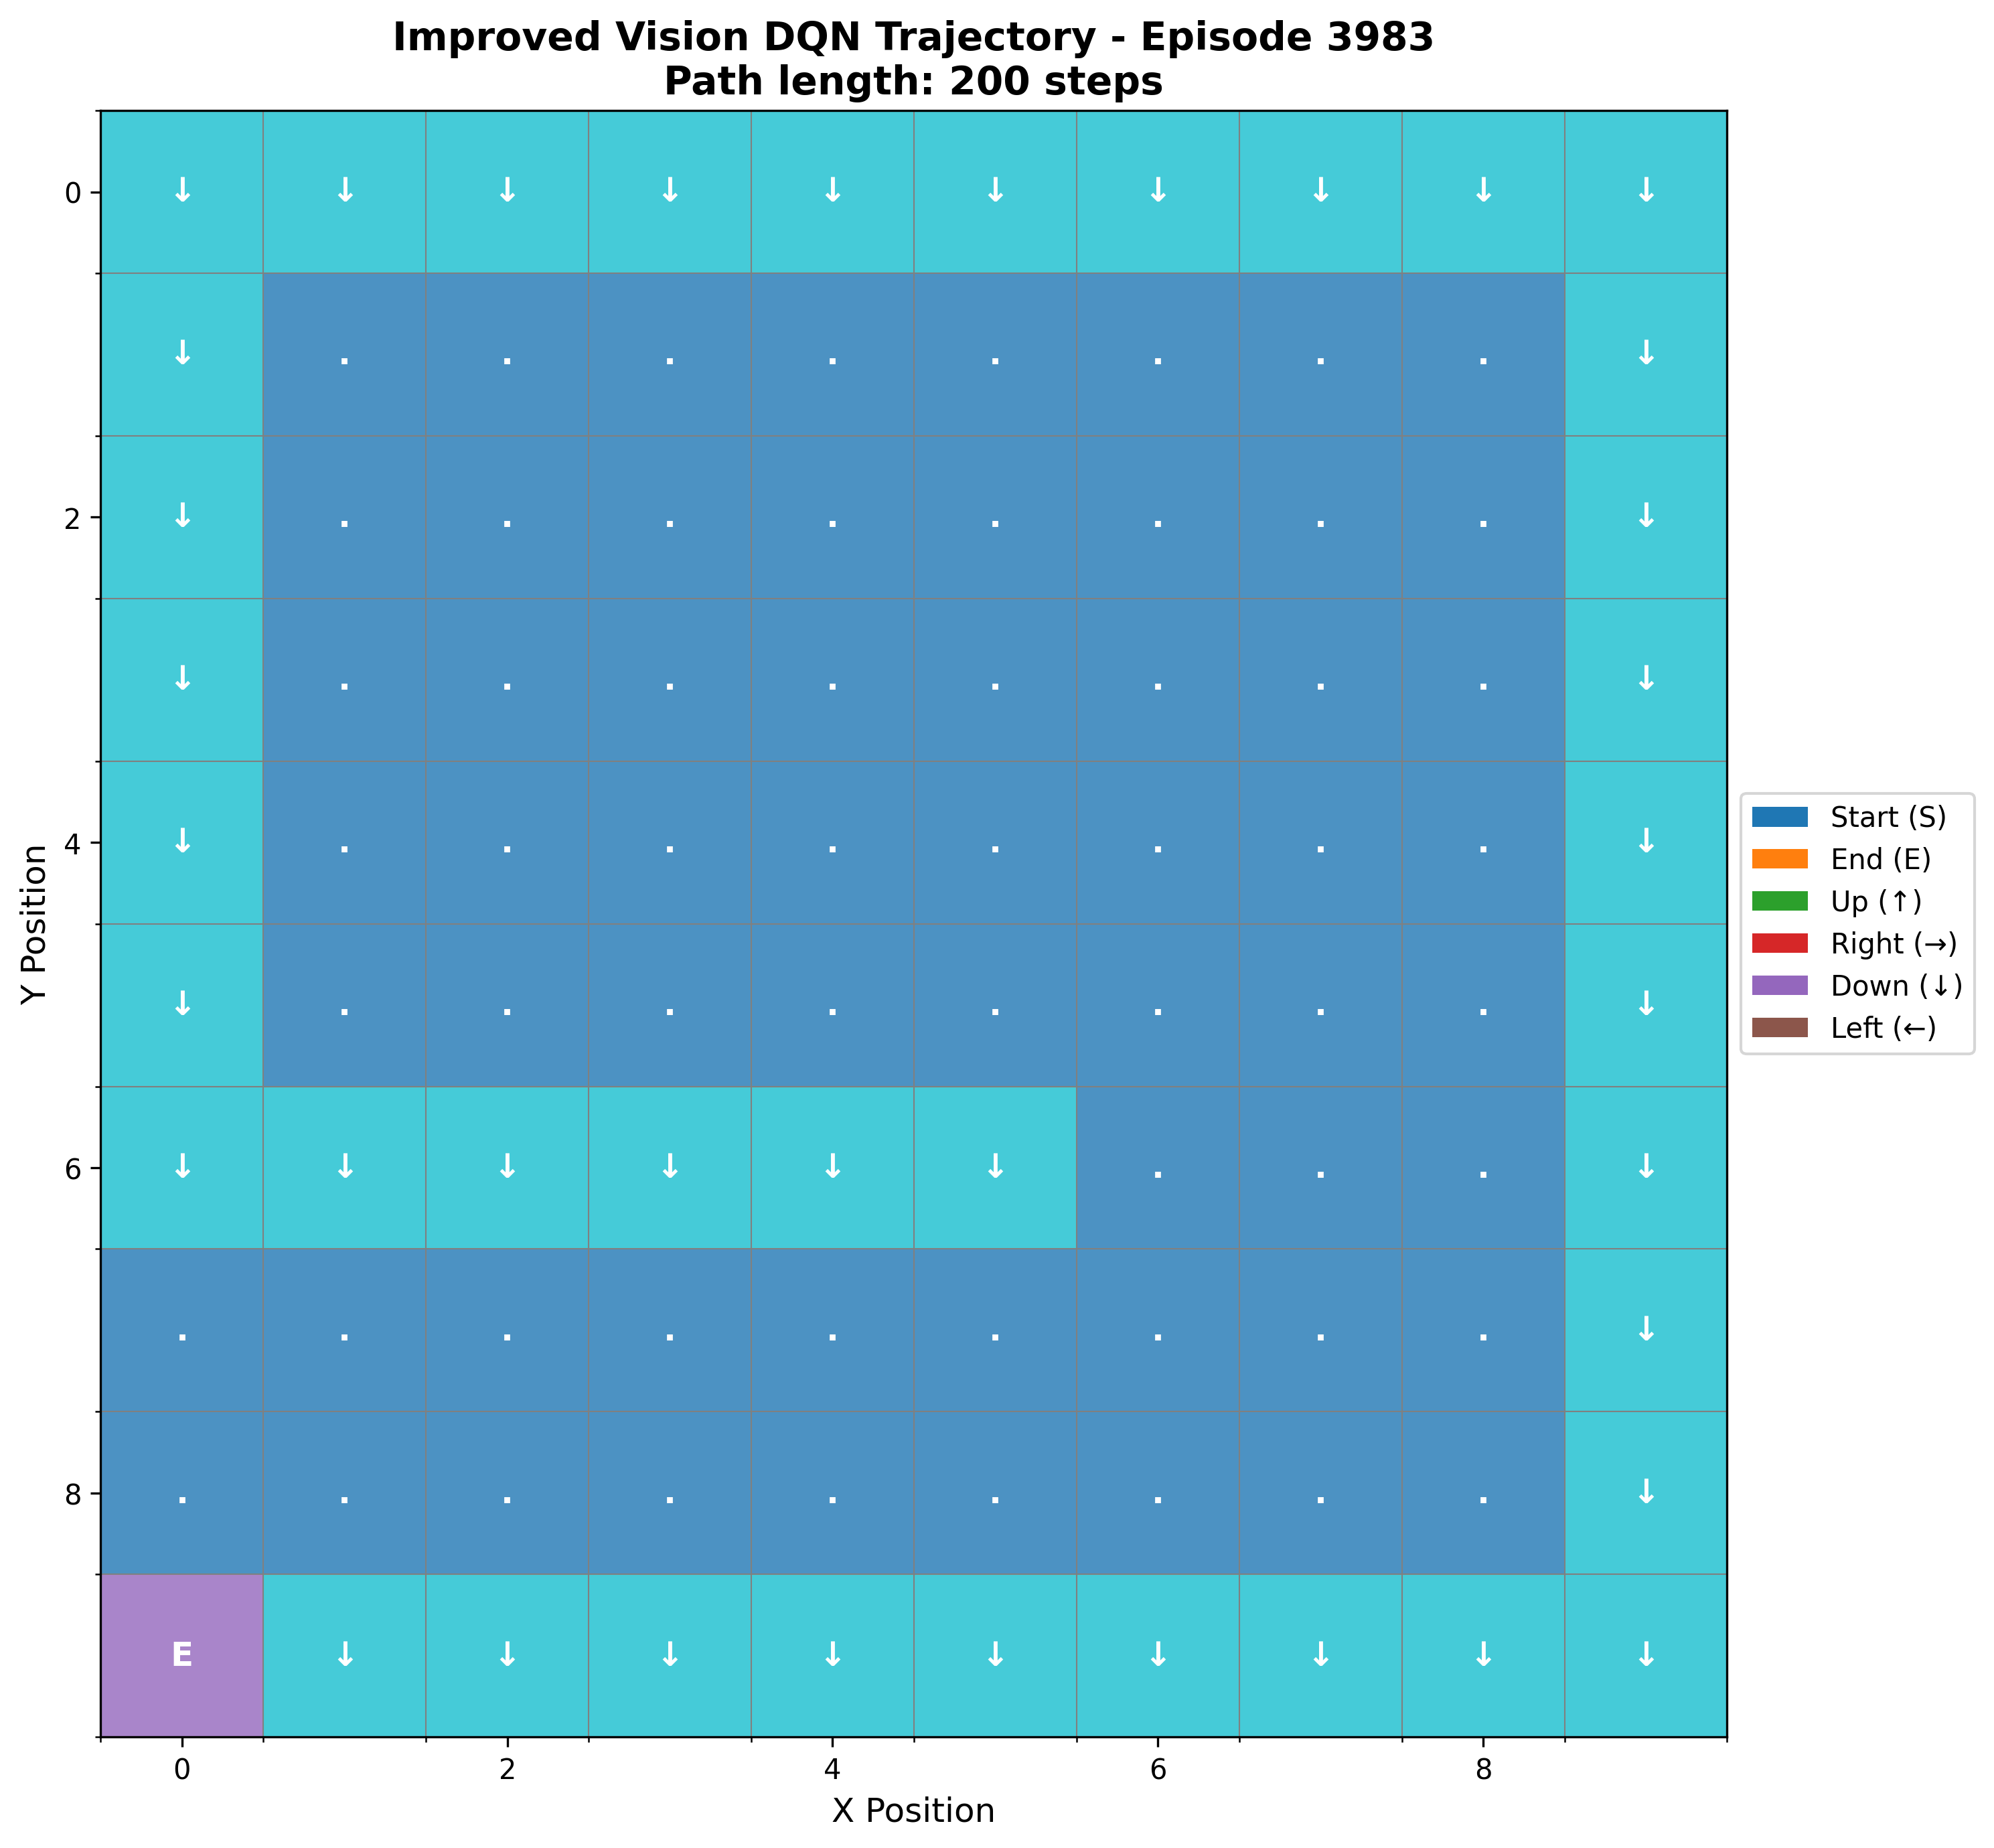 Improved Vision DQN Trajectory - Episode 3983
Path length: 200 steps
0 ↓ ↓ ↓ ↓ ↓ ↓ ↓ ↓ ↓ ↓
↓ . . . . . . . . ↓
2 ↓ . . . . . . . . ↓
↓ . . . . . . . . ↓
4 ↓ . . . . . . . . ↓
↓ . . . . . . . . ↓
6 ↓ ↓ ↓ ↓ ↓ ↓ . . . ↓
. . . . . . . . . ↓
8 . . . . . . . . . ↓
E ↓ ↓ ↓ ↓ ↓ ↓ ↓ ↓ ↓
0 2 4 6 8
X Position
Y Position
Start (S)
End (E)
Up (↑)
Right (→)
Down (↓)
Left (←)